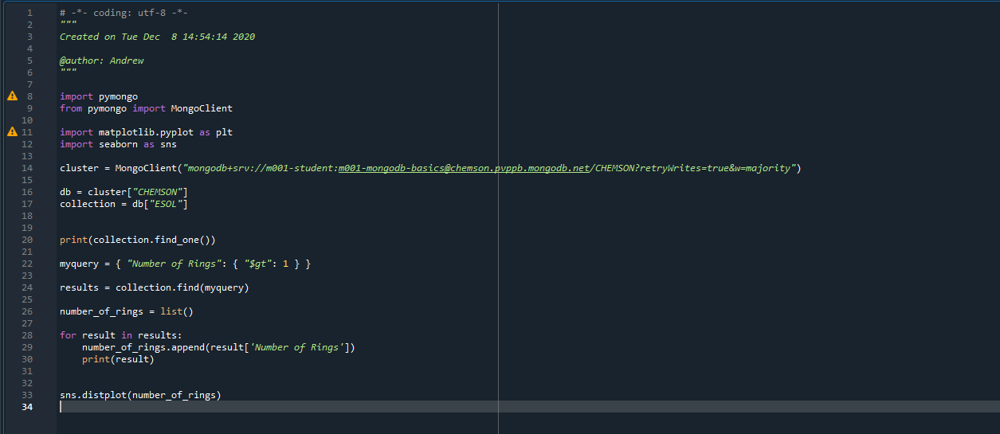 1 # -*- coding: utf-8 -*-
2 """
3 Created on Tue Dec  8 14:54:14 2020
4
5 @author: Andrew
6 """
7
8 import pymongo
9 from pymongo import MongoClient
10
11 import matplotlib.pyplot as plt
12 import seaborn as sns
13
14 cluster = MongoClient("mongodb+srv://m001-student:m001-mongodb-basics@chemson.pvppb.mongodb.net/CHEMSON?retryWrites=true&w=majority")
15
16 db = cluster["CHEMSON"]
17 collection = db["ESOL"]
18
19
20 print(collection.find_one())
21
22 myquery = { "Number of Rings": { "$gt": 1 } }
23
24 results = collection.find(myquery)
25
26 number_of_rings = list()
27
28 for result in results:
29     number_of_rings.append(result['Number of Rings'])
30     print(result)
31
32
33 sns.distplot(number_of_rings)
34